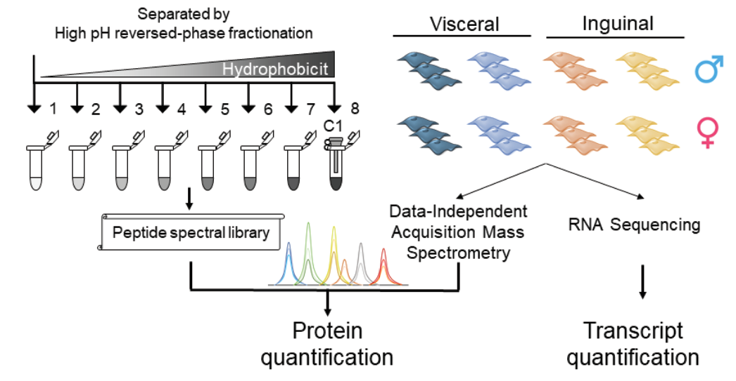 Separated by
High pH reversed-phase fractionation
Hydrophobicit
1 2 3 4 5 6 7 8
C1
Peptide spectral library
Visceral Inguinal
Data-Independent
Acquisition Mass
Spectrometry
RNA Sequencing
Protein
quantification
Transcript
quantification